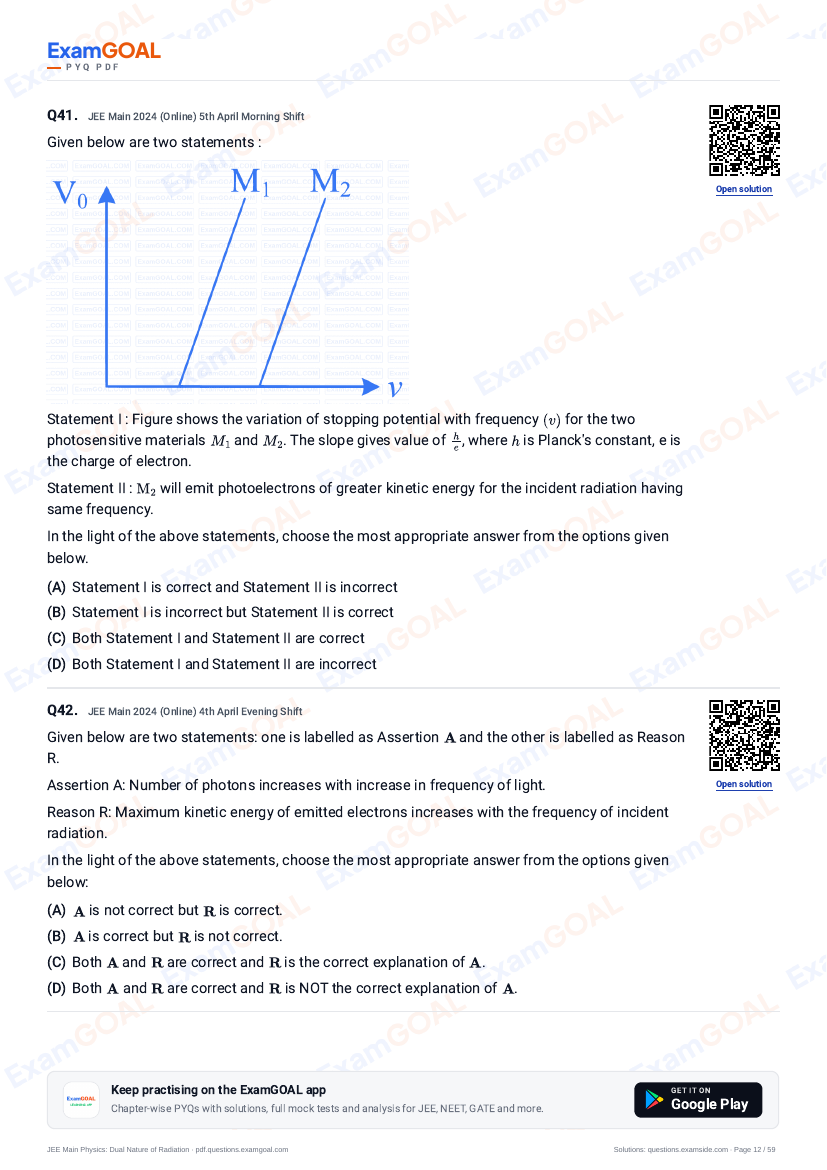 ExamGOAL
PYQ PDF
Q41. JEE Main 2024 (Online) 5th April Morning Shift
Given below are two statements :
Open solution
V₀ M₁ M₂
ν
Statement I : Figure shows the variation of stopping potential with frequency (ν) for the two
photosensitive materials M₁ and M₂. The slope gives value of h/e, where h is Planck's constant, e is
the charge of electron.
Statement II : M₂ will emit photoelectrons of greater kinetic energy for the incident radiation having
same frequency.
In the light of the above statements, choose the most appropriate answer from the options given
below.
(A) Statement I is correct and Statement II is incorrect
(B) Statement I is incorrect but Statement II is correct
(C) Both Statement I and Statement II are correct
(D) Both Statement I and Statement II are incorrect
Q42. JEE Main 2024 (Online) 4th April Evening Shift
Given below are two statements: one is labelled as Assertion A and the other is labelled as Reason
R.
Open solution
Assertion A: Number of photons increases with increase in frequency of light.
Reason R: Maximum kinetic energy of emitted electrons increases with the frequency of incident
radiation.
In the light of the above statements, choose the most appropriate answer from the options given
below:
(A) A is not correct but R is correct.
(B) A is correct but R is not correct.
(C) Both A and R are correct and R is the correct explanation of A.
(D) Both A and R are correct and R is NOT the correct explanation of A.
ExamGOAL
Keep practising on the ExamGOAL app
Chapter-wise PYQs with solutions, full mock tests and analysis for JEE, NEET, GATE and more.
GET IT ON
Google Play
JEE Main Physics: Dual Nature of Radiation · pdf.questions.examgoal.com
Solutions: questions.examside.com · Page 12 / 59